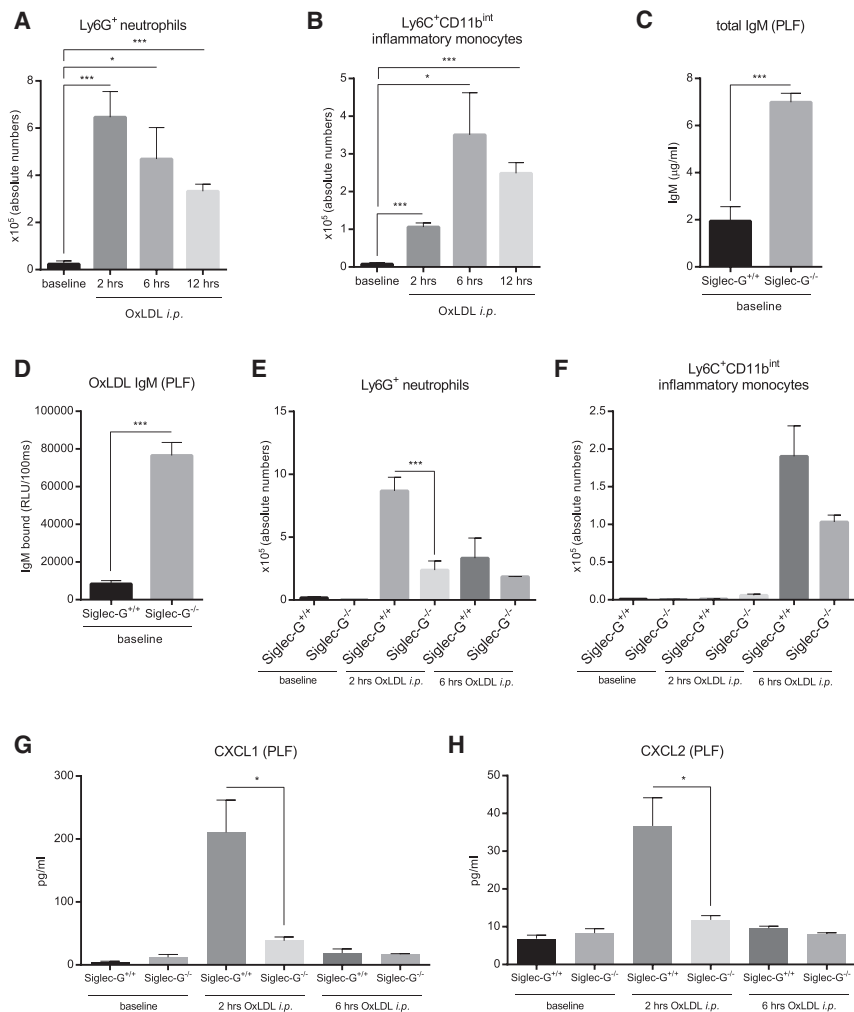 A
Ly6G⁺ neutrophils
***
*
***
8
6
4
2
0
x10⁵ (absolute numbers)
baseline 2 hrs 6 hrs 12 hrs
OxLDL i.p.
B
Ly6C⁺CD11bⁱⁿᵗ
inflammatory monocytes
***
*
***
5
4
3
2
1
0
x10⁵ (absolute numbers)
baseline 2 hrs 6 hrs 12 hrs
OxLDL i.p.
C
total IgM (PLF)
***
8
6
4
2
0
IgM (µg/ml)
Siglec-G⁺/⁺ Siglec-G⁻/⁻
baseline
D
OxLDL IgM (PLF)
***
100000
80000
60000
40000
20000
0
IgM bound (RLU/100ms)
Siglec-G⁺/⁺ Siglec-G⁻/⁻
baseline
E
Ly6G⁺ neutrophils
***
15
10
5
0
x10⁵ (absolute numbers)
Siglec-G⁺/⁺ Siglec-G⁻/⁻ Siglec-G⁺/⁺ Siglec-G⁻/⁻ Siglec-G⁺/⁺ Siglec-G⁻/⁻
baseline 2 hrs OxLDL i.p. 6 hrs OxLDL i.p.
F
Ly6C⁺CD11bⁱⁿᵗ
inflammatory monocytes
2.5
2.0
1.5
1.0
0.5
0.0
x10⁵ (absolute numbers)
Siglec-G⁺/⁺ Siglec-G⁻/⁻ Siglec-G⁺/⁺ Siglec-G⁻/⁻ Siglec-G⁺/⁺ Siglec-G⁻/⁻
baseline 2 hrs OxLDL i.p. 6 hrs OxLDL i.p.
G
CXCL1 (PLF)
*
300
200
100
0
pg/ml
Siglec-G⁺/⁺ Siglec-G⁻/⁻ Siglec-G⁺/⁺ Siglec-G⁻/⁻ Siglec-G⁺/⁺ Siglec-G⁻/⁻
baseline 2 hrs OxLDL i.p. 6 hrs OxLDL i.p.
H
CXCL2 (PLF)
*
50
40
30
20
10
0
pg/ml
Siglec-G⁺/⁺ Siglec-G⁻/⁻ Siglec-G⁺/⁺ Siglec-G⁻/⁻ Siglec-G⁺/⁺ Siglec-G⁻/⁻
baseline 2 hrs OxLDL i.p. 6 hrs OxLDL i.p.